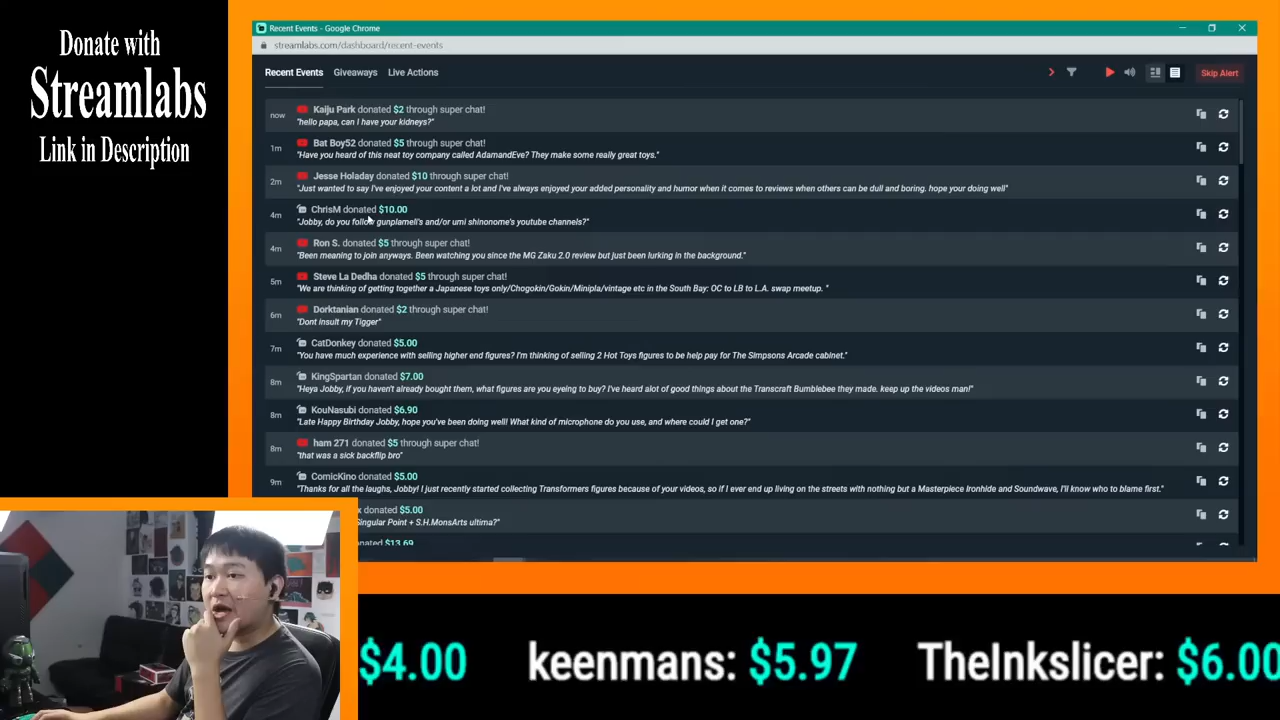 Donate with
Streamlabs
Link in Description
Recent Events - Google Chrome
streamlabs.com/dashboard/recent-events
Recent Events Giveaways Live Actions Skip Alert
now Kaiju Park donated $2 through super chat!
"hello papa, can I have your kidneys?"
1m Bat Boy52 donated $5 through super chat!
"Have you heard of this neat toy company called AdamandEve? They make some really great toys."
2m Jesse Holaday donated $10 through super chat!
"Just wanted to say I've enjoyed your content a lot and I've always enjoyed your added personality and humor when it comes to reviews when others can be dull and boring. hope your doing well"
4m ChrisM donated $10.00
"Jobby, do you follow gunplameli's and/or umi shinonome's youtube channels?"
4m Ron S. donated $5 through super chat!
"Been meaning to join anyways. Been watching you since the MG Zaku 2.0 review but just been lurking in the background."
5m Steve La Dedha donated $5 through super chat!
"We are thinking of getting together a Japanese toys only/Chogokin/Gokin/Minipla/vintage etc in the South Bay: OC to LB to L.A. swap meetup. "
6m Dorktanian donated $2 through super chat!
"Dont insult my Tigger"
7m CatDonkey donated $5.00
"You have much experience with selling higher end figures? I'm thinking of selling 2 Hot Toys figures to be help pay for The Simpsons Arcade cabinet."
8m KingSpartan donated $7.00
"Heya Jobby, if you haven't already bought them, what figures are you eyeing to buy? I've heard alot of good things about the Transcraft Bumblebee they made. keep up the videos man!"
8m KouNasubi donated $6.90
"Late Happy Birthday Jobby, hope you've been doing well! What kind of microphone do you use, and where could I get one?"
8m ham 271 donated $5 through super chat!
"that was a sick backflip bro"
9m ComicKino donated $5.00
"Thanks for all the laughs, Jobby! I just recently started collecting Transformers figures because of your videos, so if I ever end up living on the streets with nothing but a Masterpiece Ironhide and Soundwave, I'll know who to blame first."
x donated $5.00
Singular Point + S.H.MonsArts ultima?"
donated $13.69
$4.00 keenmans: $5.97 TheInkslicer: $6.00